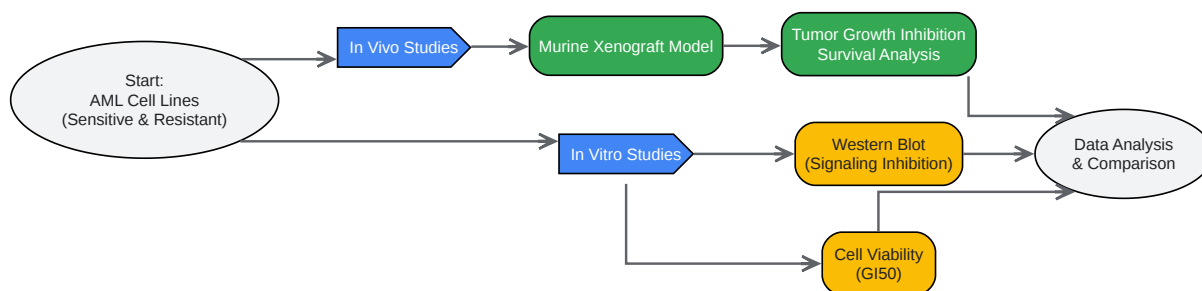 Start:
AML Cell Lines
(Sensitive & Resistant)
In Vivo Studies
Murine Xenograft Model
Tumor Growth Inhibition
Survival Analysis
In Vitro Studies
Western Blot
(Signaling Inhibition)
Cell Viability
(GI50)
Data Analysis
& Comparison